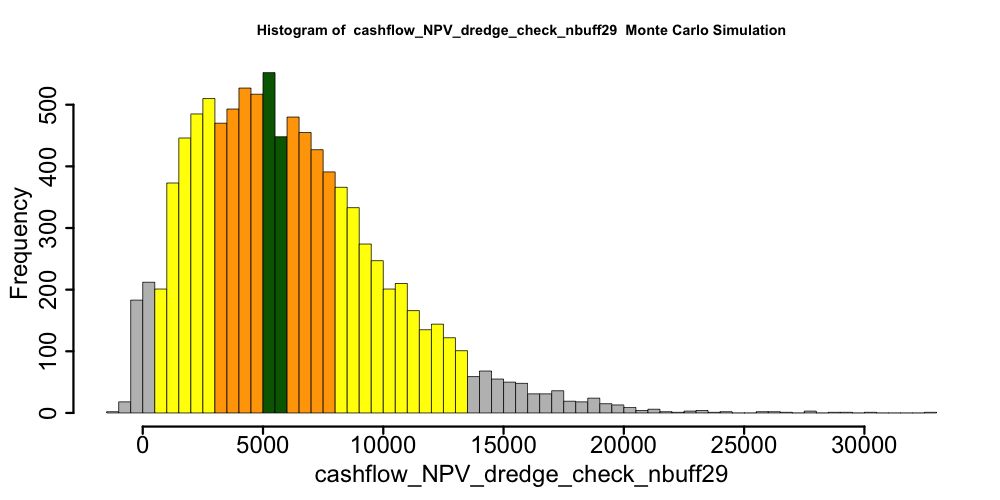 Histogram of cashflow_NPV_dredge_check_nbuff29 Monte Carlo Simulation
Frequency
500
400
300
200
100
0
0 5000 10000 15000 20000 25000 30000
cashflow_NPV_dredge_check_nbuff29